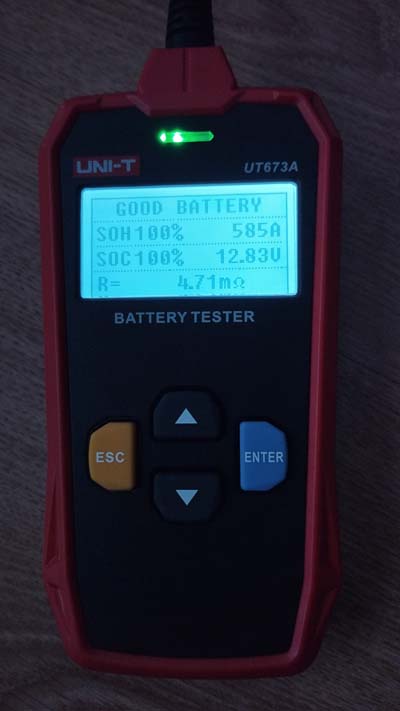 UNI-T
UT673A
GOOD BATTERY
SOH100% 585A
SOC100% 12.83V
R= 4.71mΩ
BATTERY TESTER
ESC
ENTER